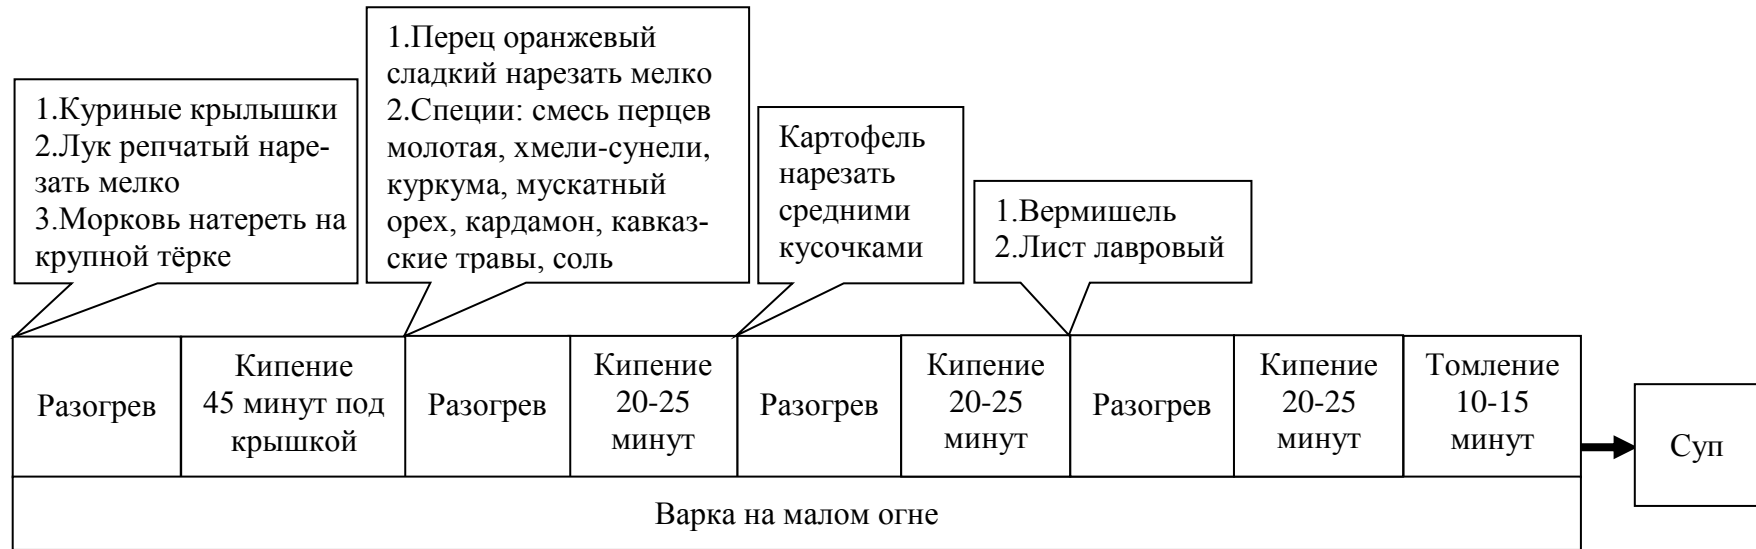 1.Куриные крылышки
2.Лук репчатый наре-
зать мелко
3.Морковь натереть на
крупной тёрке
1.Перец оранжевый
сладкий нарезать мелко
2.Специи: смесь перцев
молотая, хмели-сунели,
куркума, мускатный
орех, кардамон, кавказ-
ские травы, соль
Картофель
нарезать
средними
кусочками
1.Вермишель
2.Лист лавровый
Разогрев
Кипение
45 минут под
крышкой
Разогрев
Кипение
20-25
минут
Разогрев
Кипение
20-25
минут
Разогрев
Кипение
20-25
минут
Томление
10-15
минут
Суп
Варка на малом огне